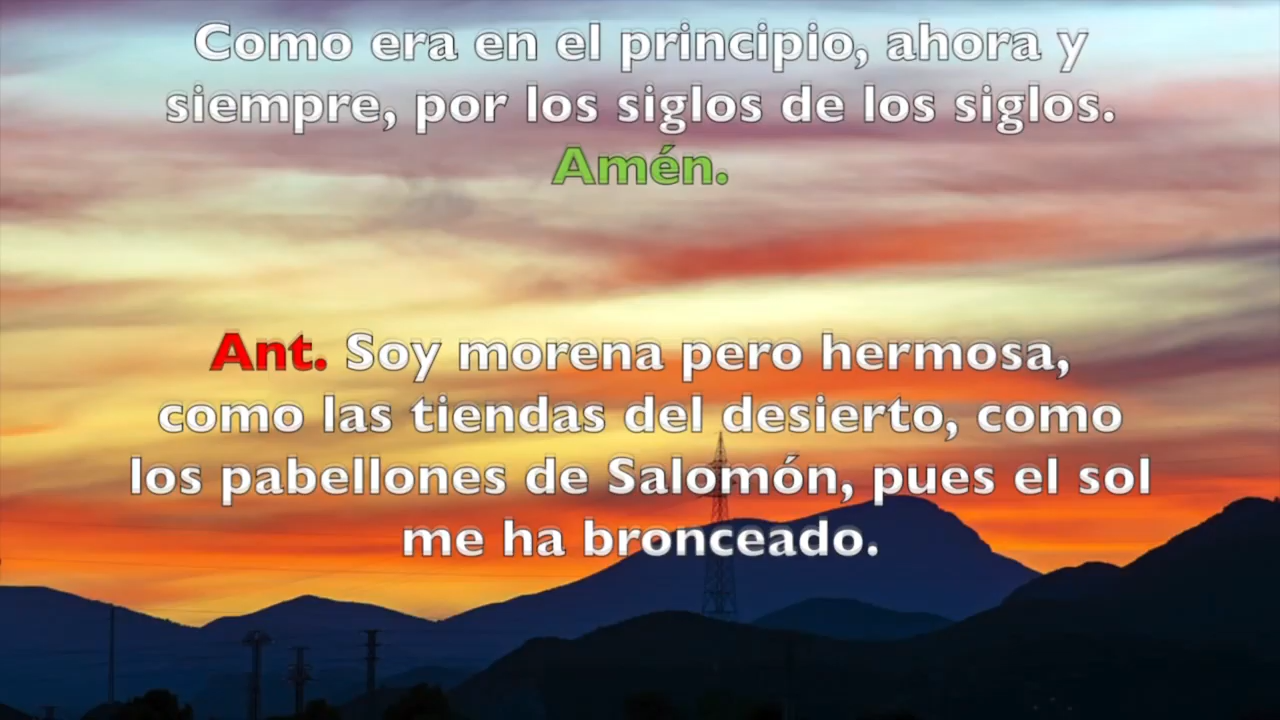 Como era en el principio, ahora y
siempre, por los siglos de los siglos.
Amén.
Ant. Soy morena pero hermosa,
como las tiendas del desierto, como
los pabellones de Salomón, pues el sol
me ha bronceado.